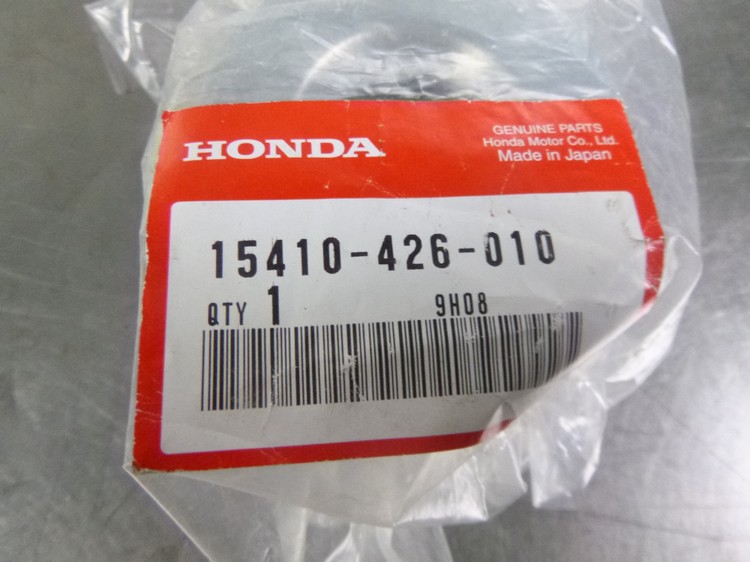 HONDA
GENUINE PARTS
Honda Motor Co., Ltd.
Made in Japan
15410-426-010
QTY 1 9H08